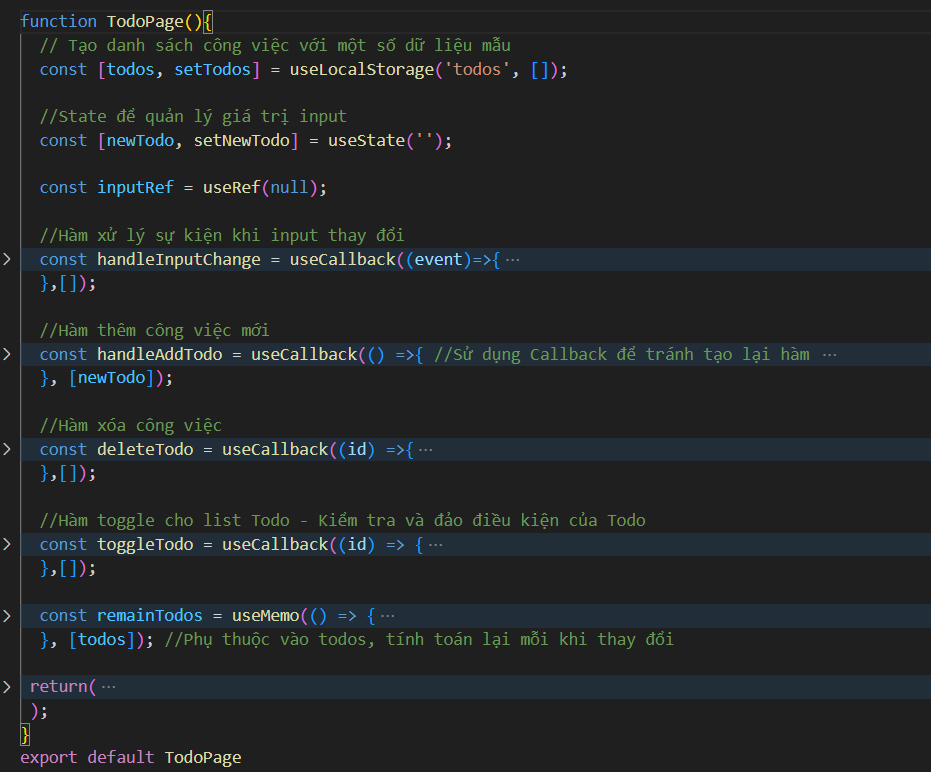 function TodoPage(){
// Tạo danh sách công việc với một số dữ liệu mẫu
const [todos, setTodos] = useLocalStorage('todos', []);
//State để quản lý giá trị input
const [newTodo, setNewTodo] = useState('');
const inputRef = useRef(null);
//Hàm xử lý sự kiện khi input thay đổi
const handleInputChange = useCallback((event)=>{ ···
},[]);
//Hàm thêm công việc mới
const handleAddTodo = useCallback(() =>{ //Sử dụng Callback để tránh tạo lại hàm ···
}, [newTodo]);
//Hàm xóa công việc
const deleteTodo = useCallback((id) =>{ ···
},[]);
//Hàm toggle cho list Todo - Kiểm tra và đảo điều kiện của Todo
const toggleTodo = useCallback((id) => { ···
},[]);
const remainTodos = useMemo(() => { ···
}, [todos]); //Phụ thuộc vào todos, tính toán lại mỗi khi thay đổi
return( ···
);
}
export default TodoPage